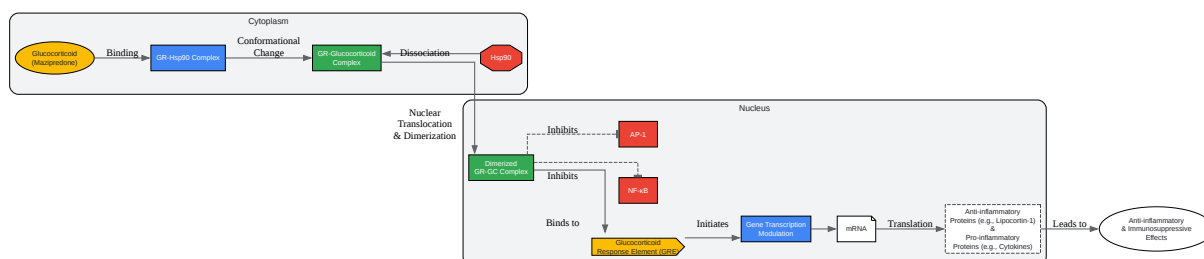 Cytoplasm
Glucocorticoid
(Mazipredone)
Binding
GR-Hsp90 Complex
Conformational
Change
GR-Glucocorticoid
Complex
Dissociation
Hsp90
Nuclear
Translocation
& Dimerization
Nucleus
Dimerized
GR-GC Complex
Inhibits
AP-1
Inhibits
NF-κB
Binds to
Glucocorticoid
Response Element (GRE)
Initiates
Gene Transcription
Modulation
mRNA
Translation
Anti-inflammatory
Proteins (e.g., Lipocortin-1)
&
Pro-inflammatory
Proteins (e.g., Cytokines)
Leads to
Anti-inflammatory
& Immunosuppressive
Effects